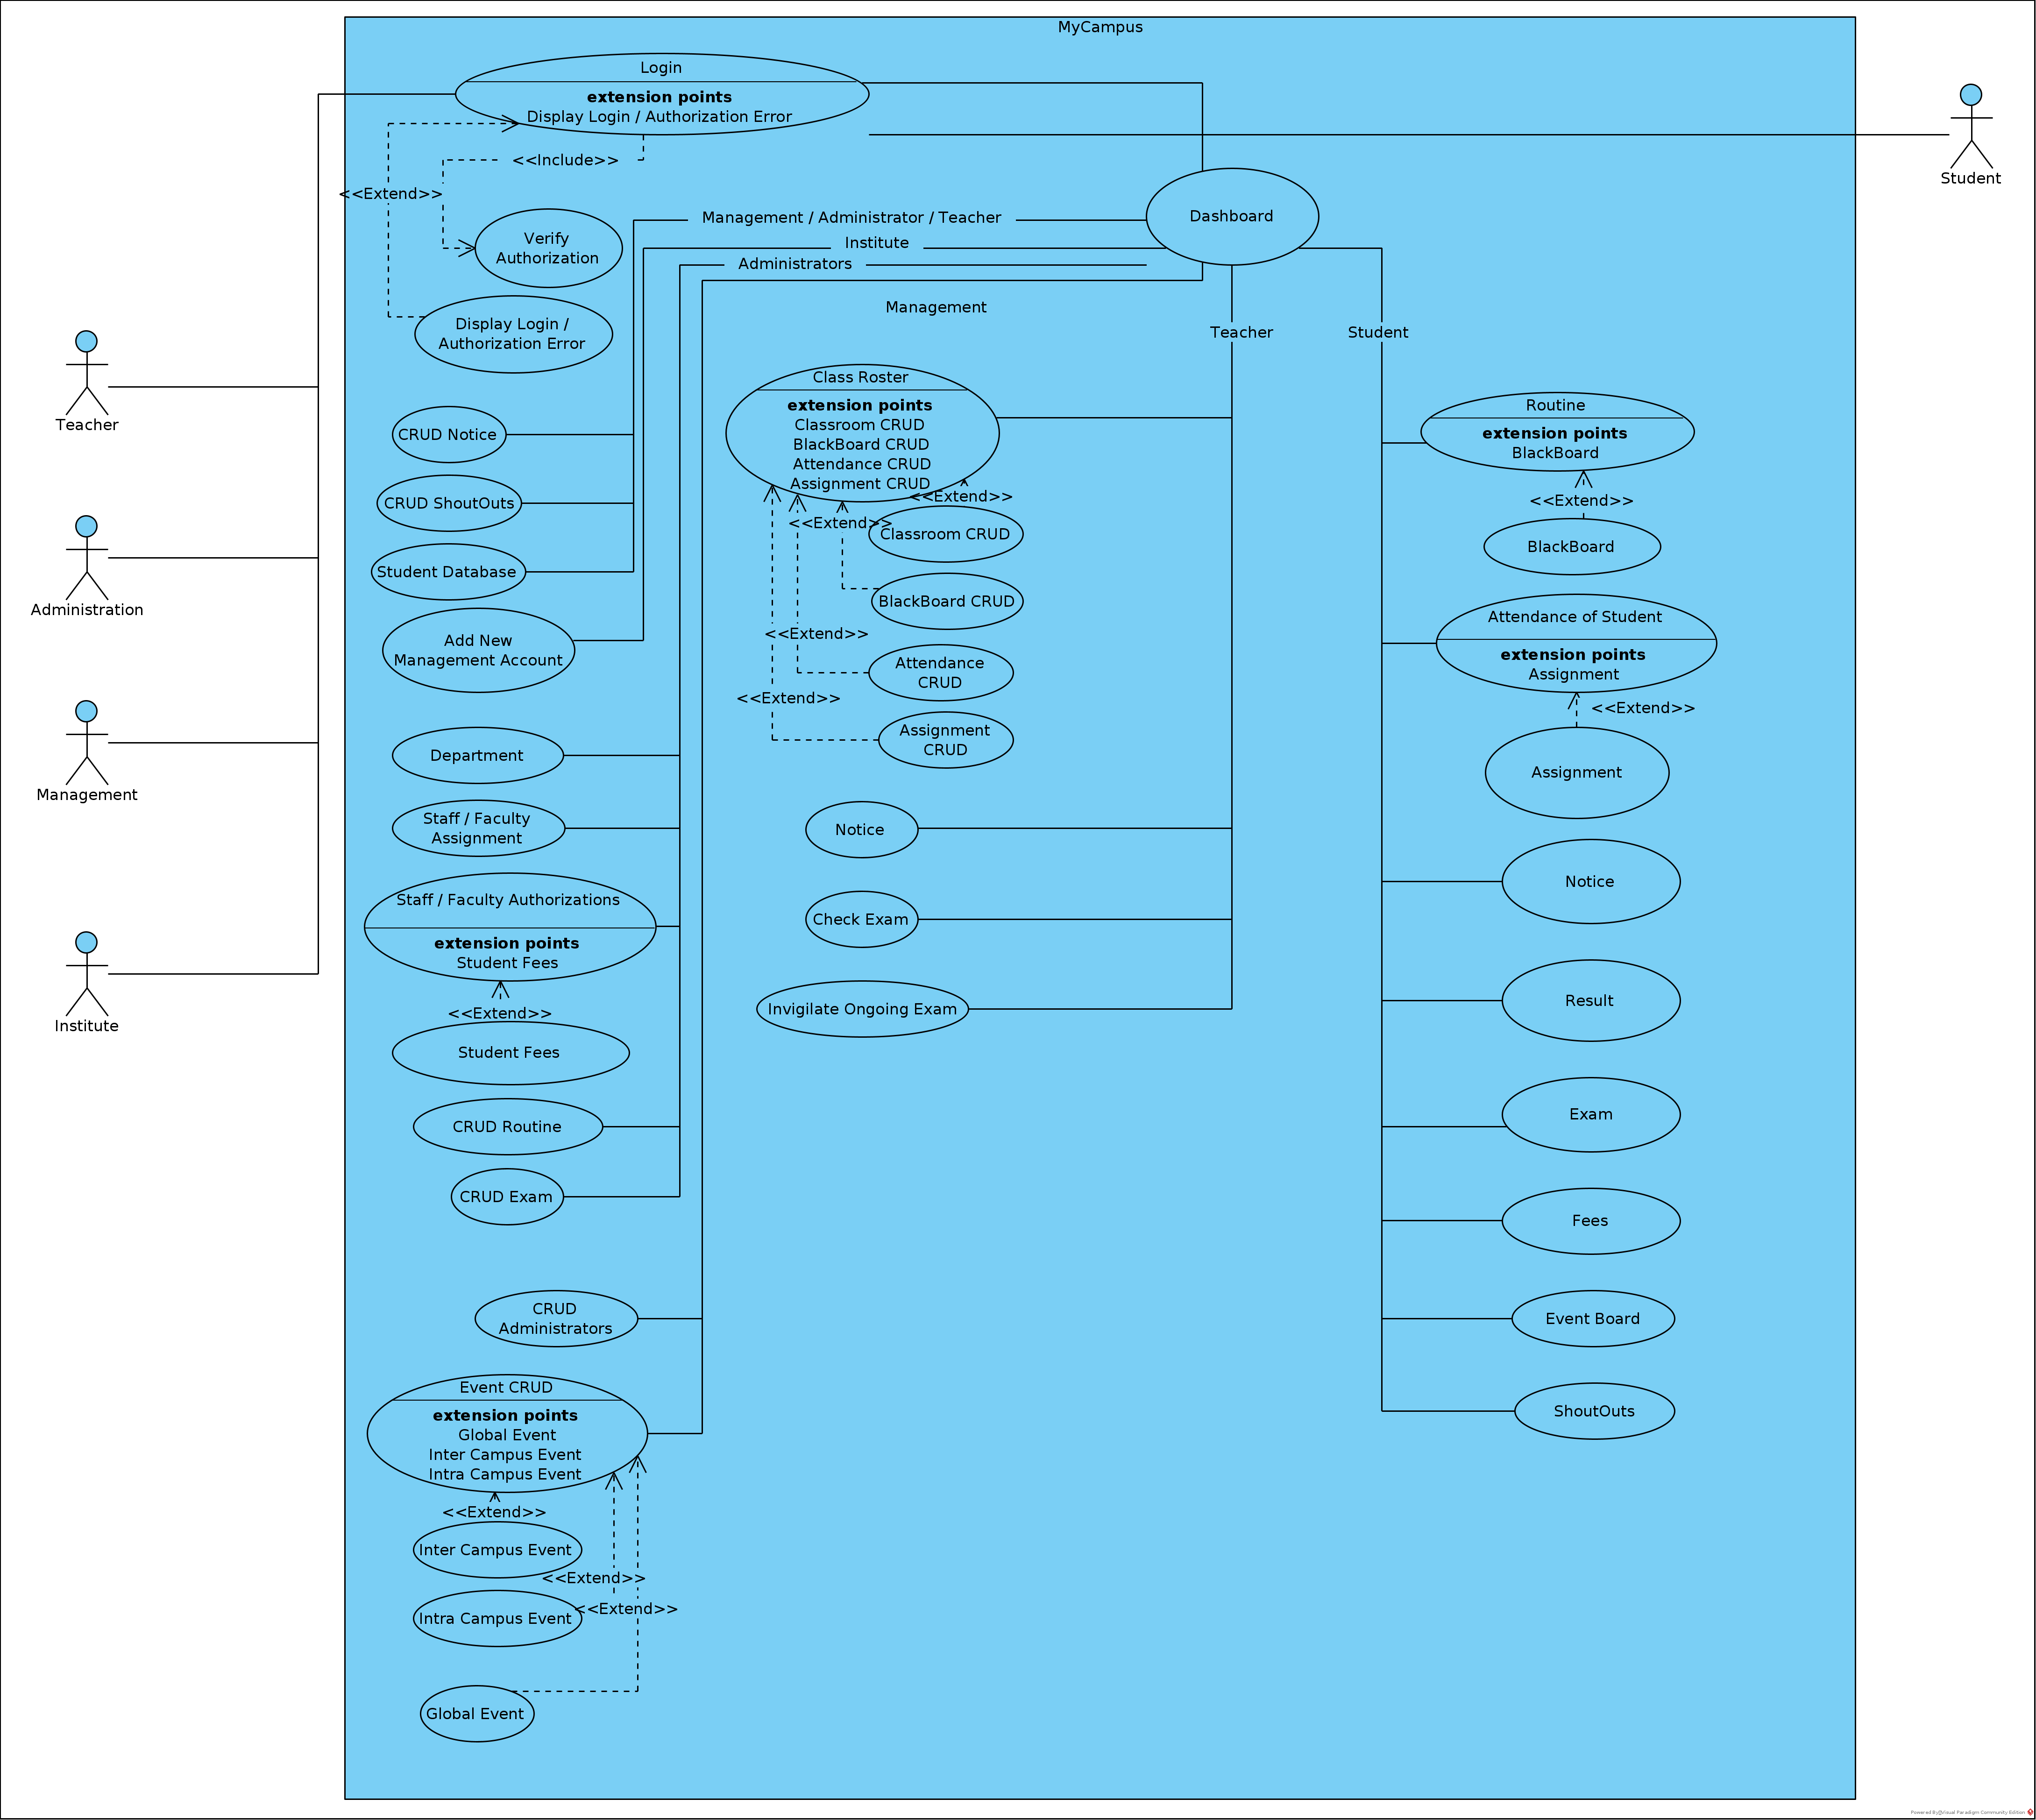 MyCampus
Login
extension points
Display Login / Authorization Error
<<Include>>
<<Extend>>
Verify
Authorization
Display Login /
Authorization Error
Student
Dashboard
Management / Administrator / Teacher
Institute
Administrators
Management
Teacher
Student
Teacher
Administration
Management
Institute
CRUD Notice
CRUD ShoutOuts
Student Database
Add New
Management Account
Department
Staff / Faculty
Assignment
Staff / Faculty Authorizations
extension points
Student Fees
<<Extend>>
Student Fees
CRUD Routine
CRUD Exam
CRUD
Administrators
Event CRUD
extension points
Global Event
Inter Campus Event
Intra Campus Event
<<Extend>>
Inter Campus Event
<<Extend>>
Intra Campus Event
<<Extend>>
Global Event
Class Roster
extension points
Classroom CRUD
BlackBoard CRUD
Attendance CRUD
Assignment CRUD
<<Extend>>
<<Extend>>
Classroom CRUD
BlackBoard CRUD
<<Extend>>
Attendance
CRUD
<<Extend>>
Assignment
CRUD
Notice
Check Exam
Invigilate Ongoing Exam
Routine
extension points
BlackBoard
<<Extend>>
BlackBoard
Attendance of Student
extension points
Assignment
<<Extend>>
Assignment
Notice
Result
Exam
Fees
Event Board
ShoutOuts
Powered By Visual Paradigm Community Edition